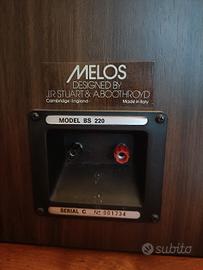 MELOS
DESIGNED BY
J.R STUART & A.BOOTHROYD
Cambridge-England Made in Italy
MODEL BS 220
SERIAL C. Nº 001734
subito